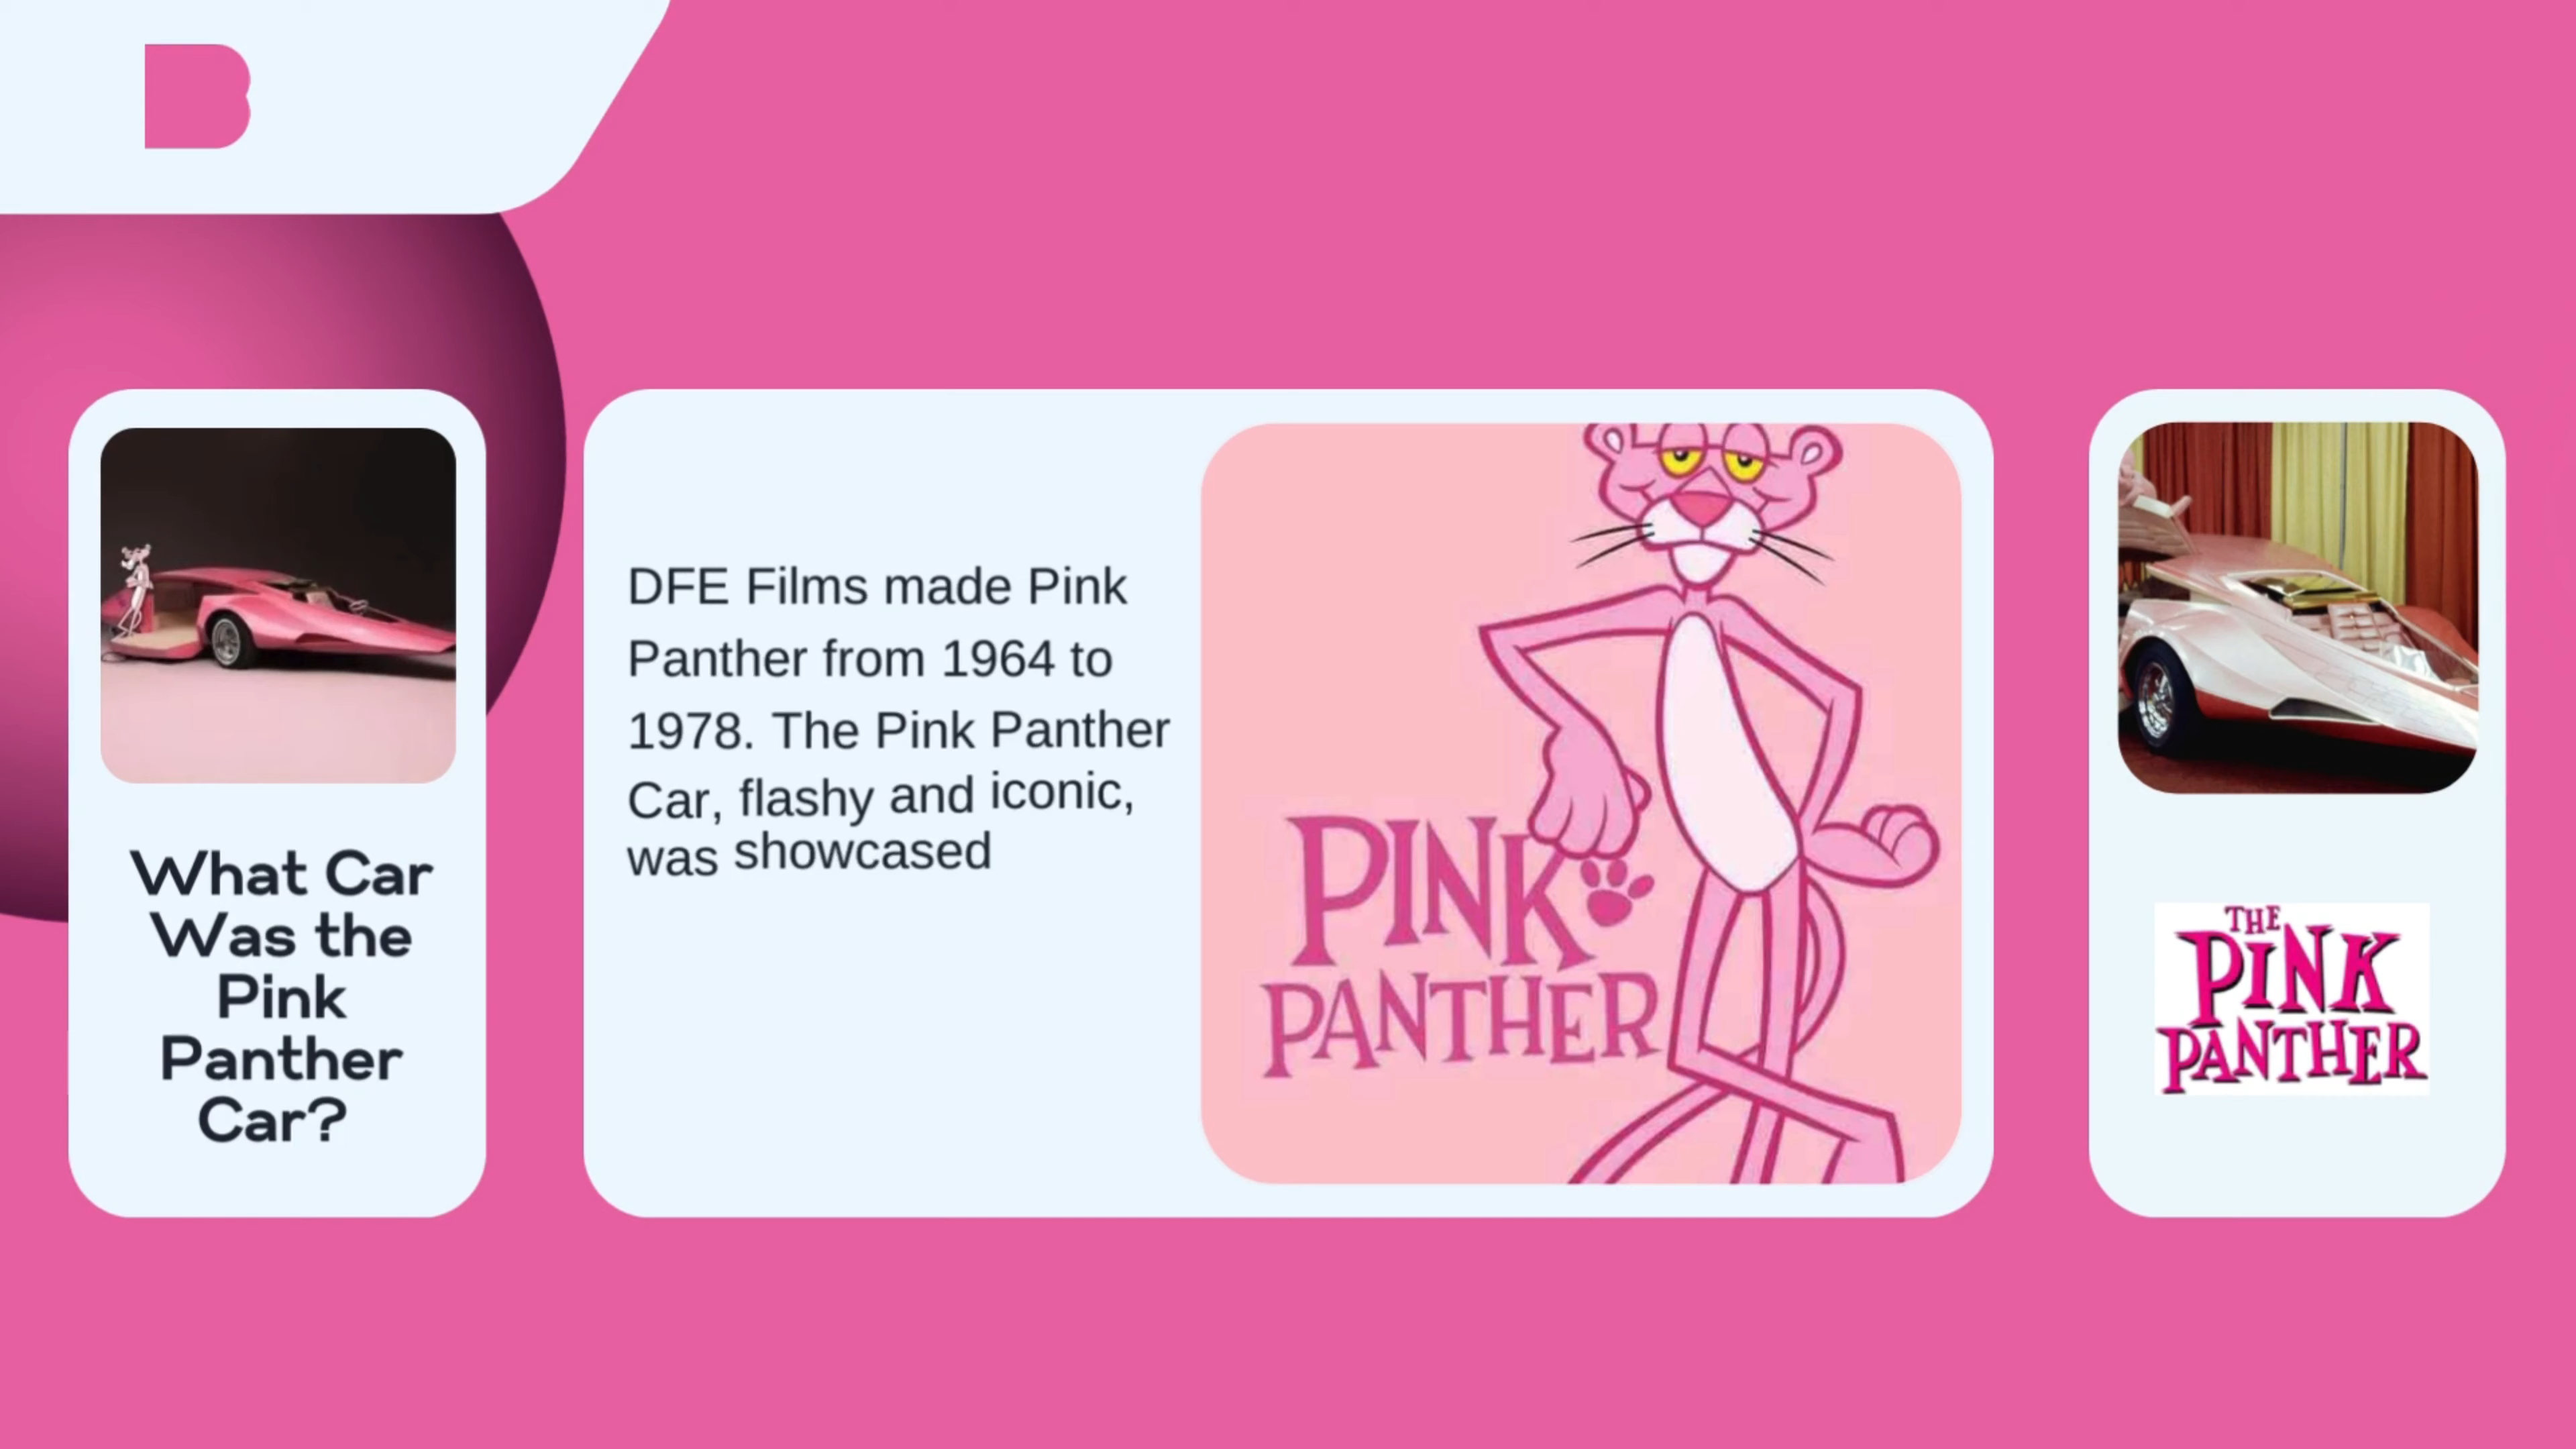 B
What Car
Was the
Pink
Panther
Car?
DFE Films made Pink
Panther from 1964 to
1978. The Pink Panther
Car, flashy and iconic,
was showcased
PINK
PANTHER
THE
PINK
PANTHER